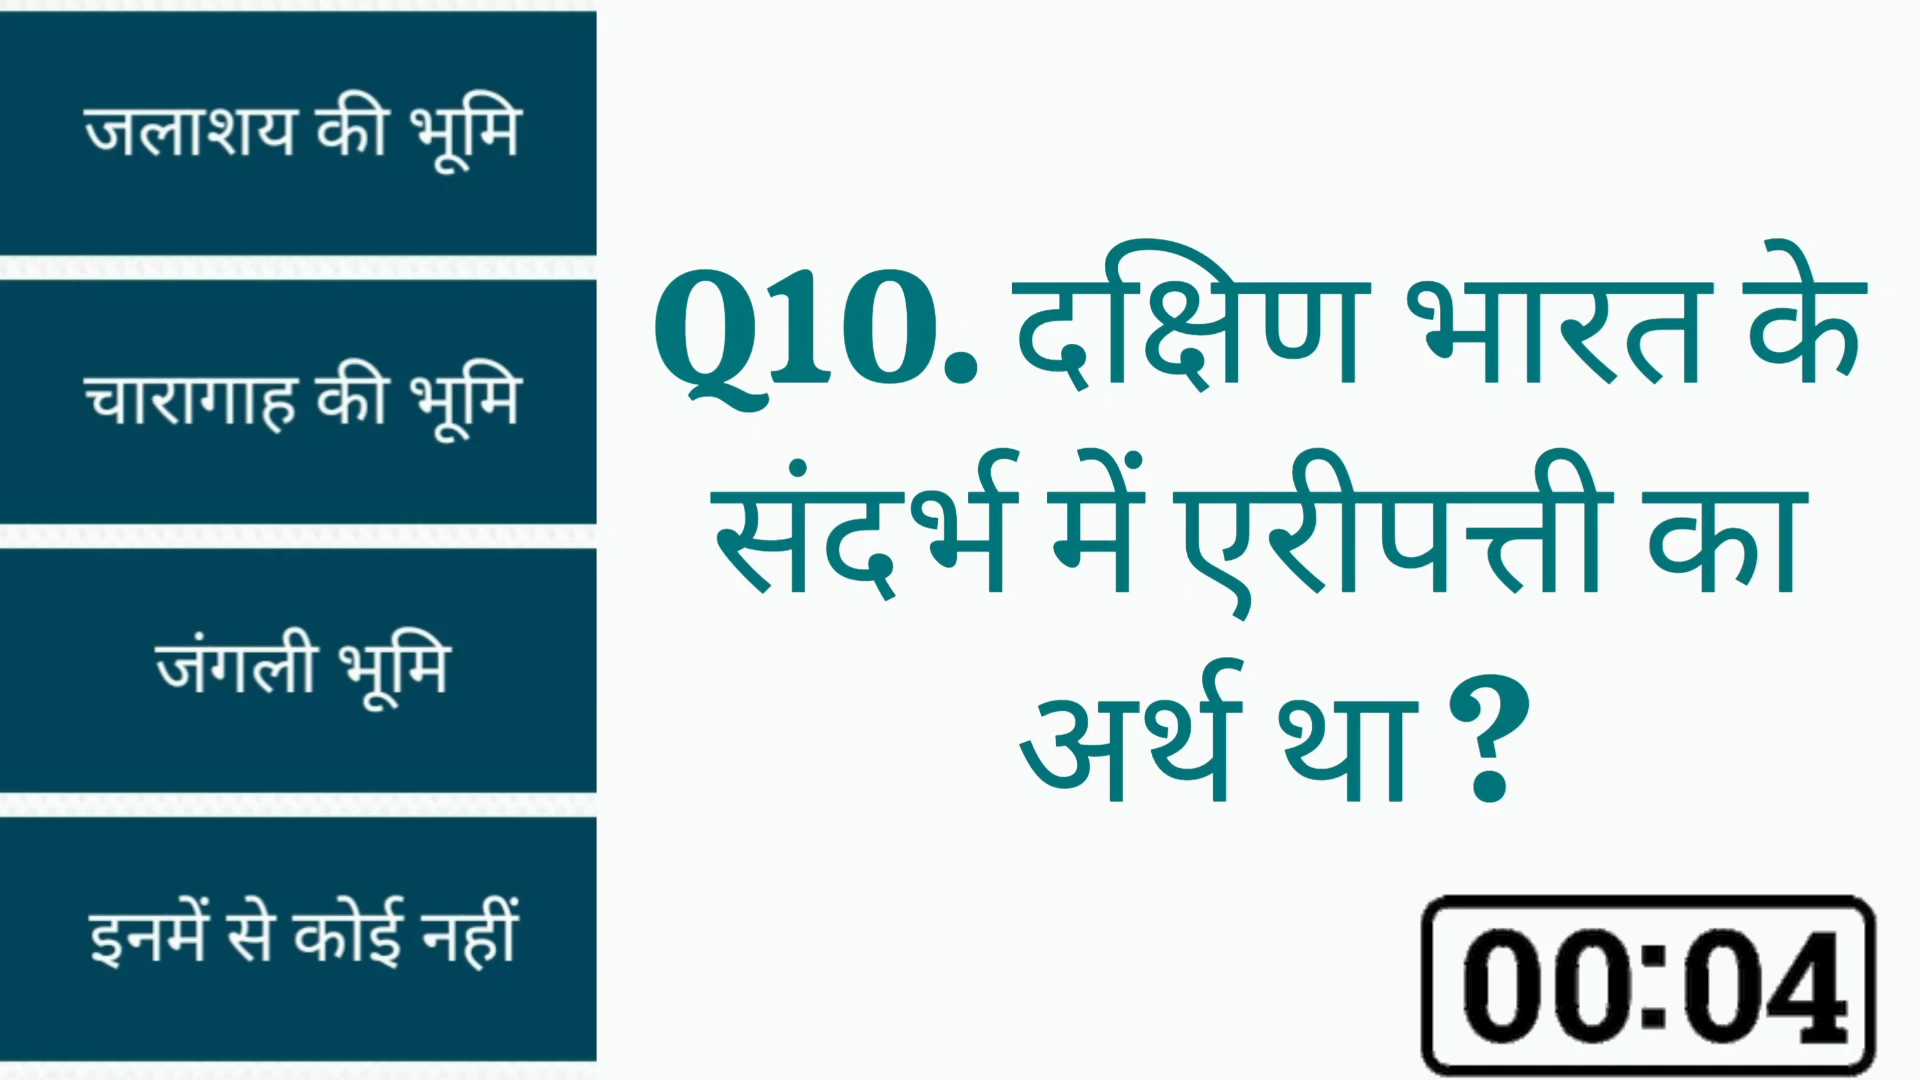 जलाशय की भूमि
चारागाह की भूमि
जंगली भूमि
इनमें से कोई नहीं
Q10. दक्षिण भारत के
संदर्भ में एरीपत्ती का
अर्थ था ?
00:04